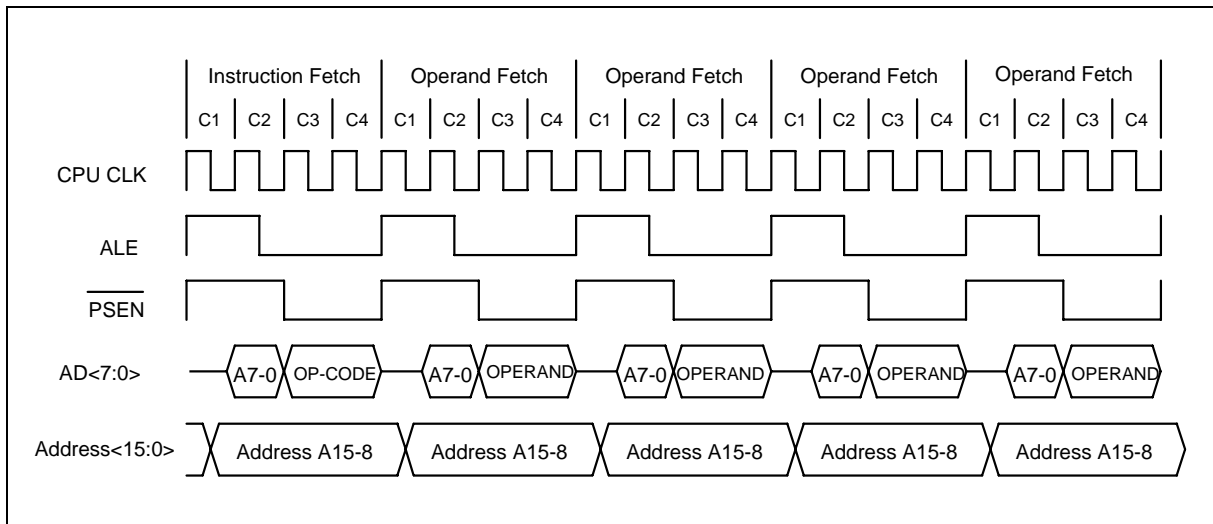 Instruction Fetch Operand Fetch Operand Fetch Operand Fetch Operand Fetch
C1 C2 C3 C4 C1 C2 C3 C4 C1 C2 C3 C4 C1 C2 C3 C4 C1 C2 C3 C4
CPU CLK
ALE
PSEN
AD<7:0> A7-0 OP-CODE A7-0 OPERAND A7-0 OPERAND A7-0 OPERAND A7-0 OPERAND
Address<15:0> Address A15-8 Address A15-8 Address A15-8 Address A15-8 Address A15-8